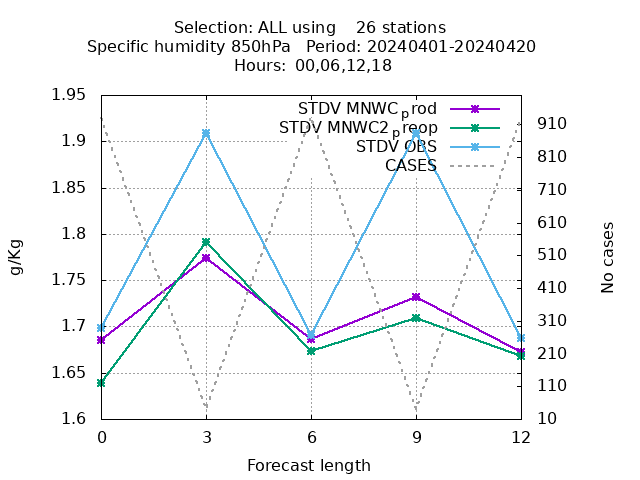 Selection: ALL using    26 stations
Specific humidity 850hPa   Period: 20240401-20240420
Hours: 00,06,12,18
STDV MNWC_prod
STDV MNWC2_preop
STDV OBS
CASES
1.95
1.9
1.85
1.8
1.75
1.7
1.65
1.6
g/Kg
910
810
710
610
510
410
310
210
110
10
No cases
0 3 6 9 12
Forecast length